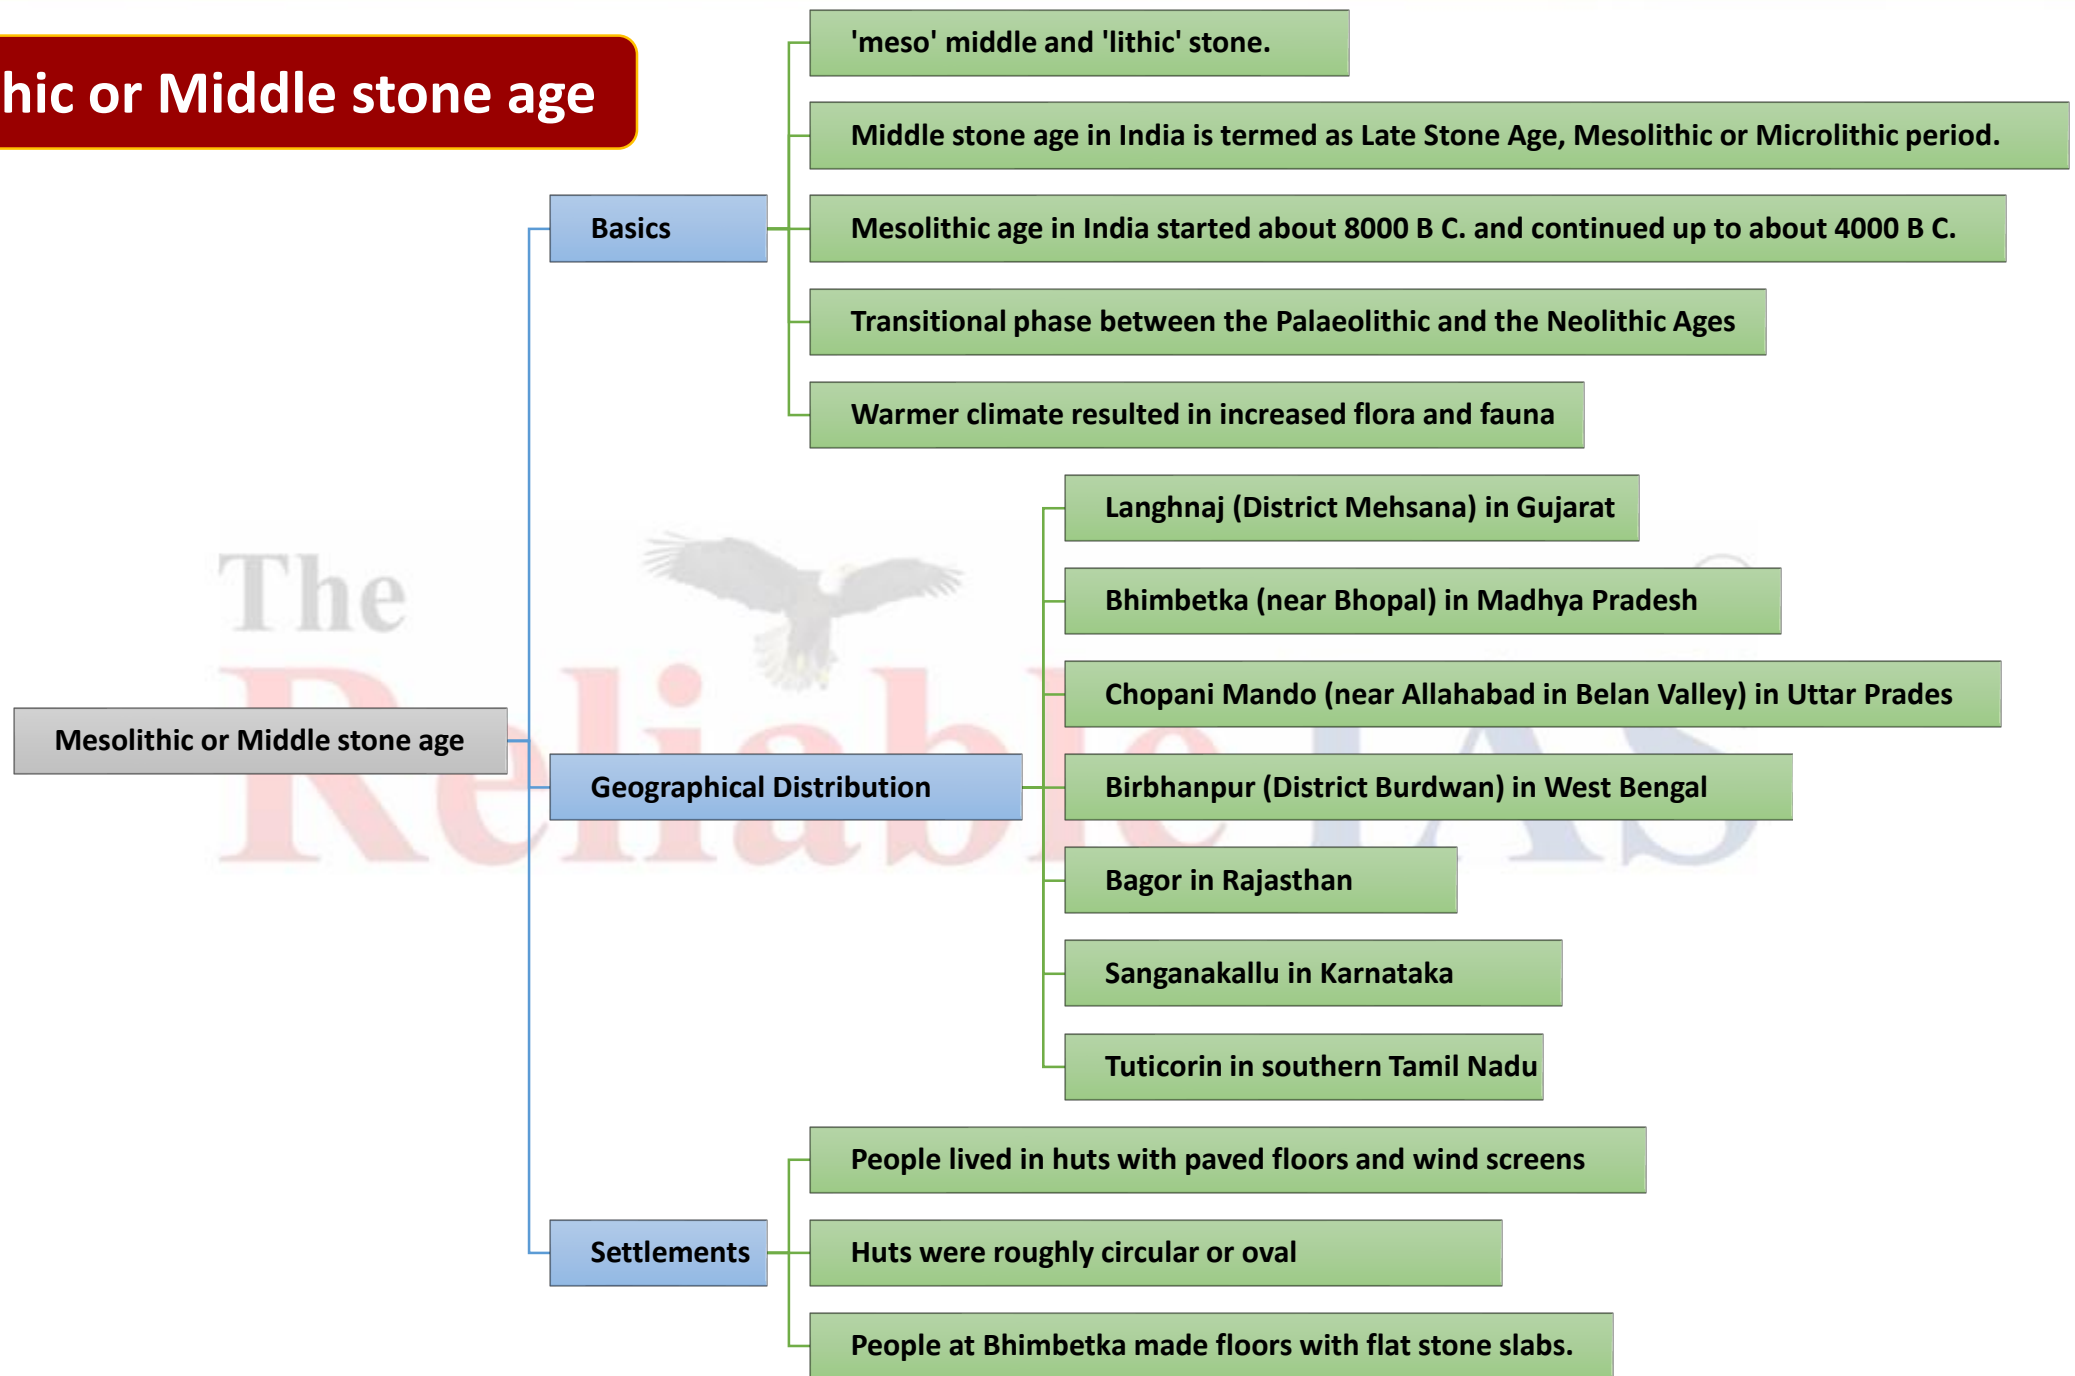 hic or Middle stone age
Mesolithic or Middle stone age
Basics
'meso' middle and 'lithic' stone.
Middle stone age in India is termed as Late Stone Age, Mesolithic or Microlithic period.
Mesolithic age in India started about 8000 B C. and continued up to about 4000 B C.
Transitional phase between the Palaeolithic and the Neolithic Ages
Warmer climate resulted in increased flora and fauna
Geographical Distribution
Langhnaj (District Mehsana) in Gujarat
Bhimbetka (near Bhopal) in Madhya Pradesh
Chopani Mando (near Allahabad in Belan Valley) in Uttar Prades
Birbhanpur (District Burdwan) in West Bengal
Bagor in Rajasthan
Sanganakallu in Karnataka
Tuticorin in southern Tamil Nadu
Settlements
People lived in huts with paved floors and wind screens
Huts were roughly circular or oval
People at Bhimbetka made floors with flat stone slabs.
The
Reliable IAS